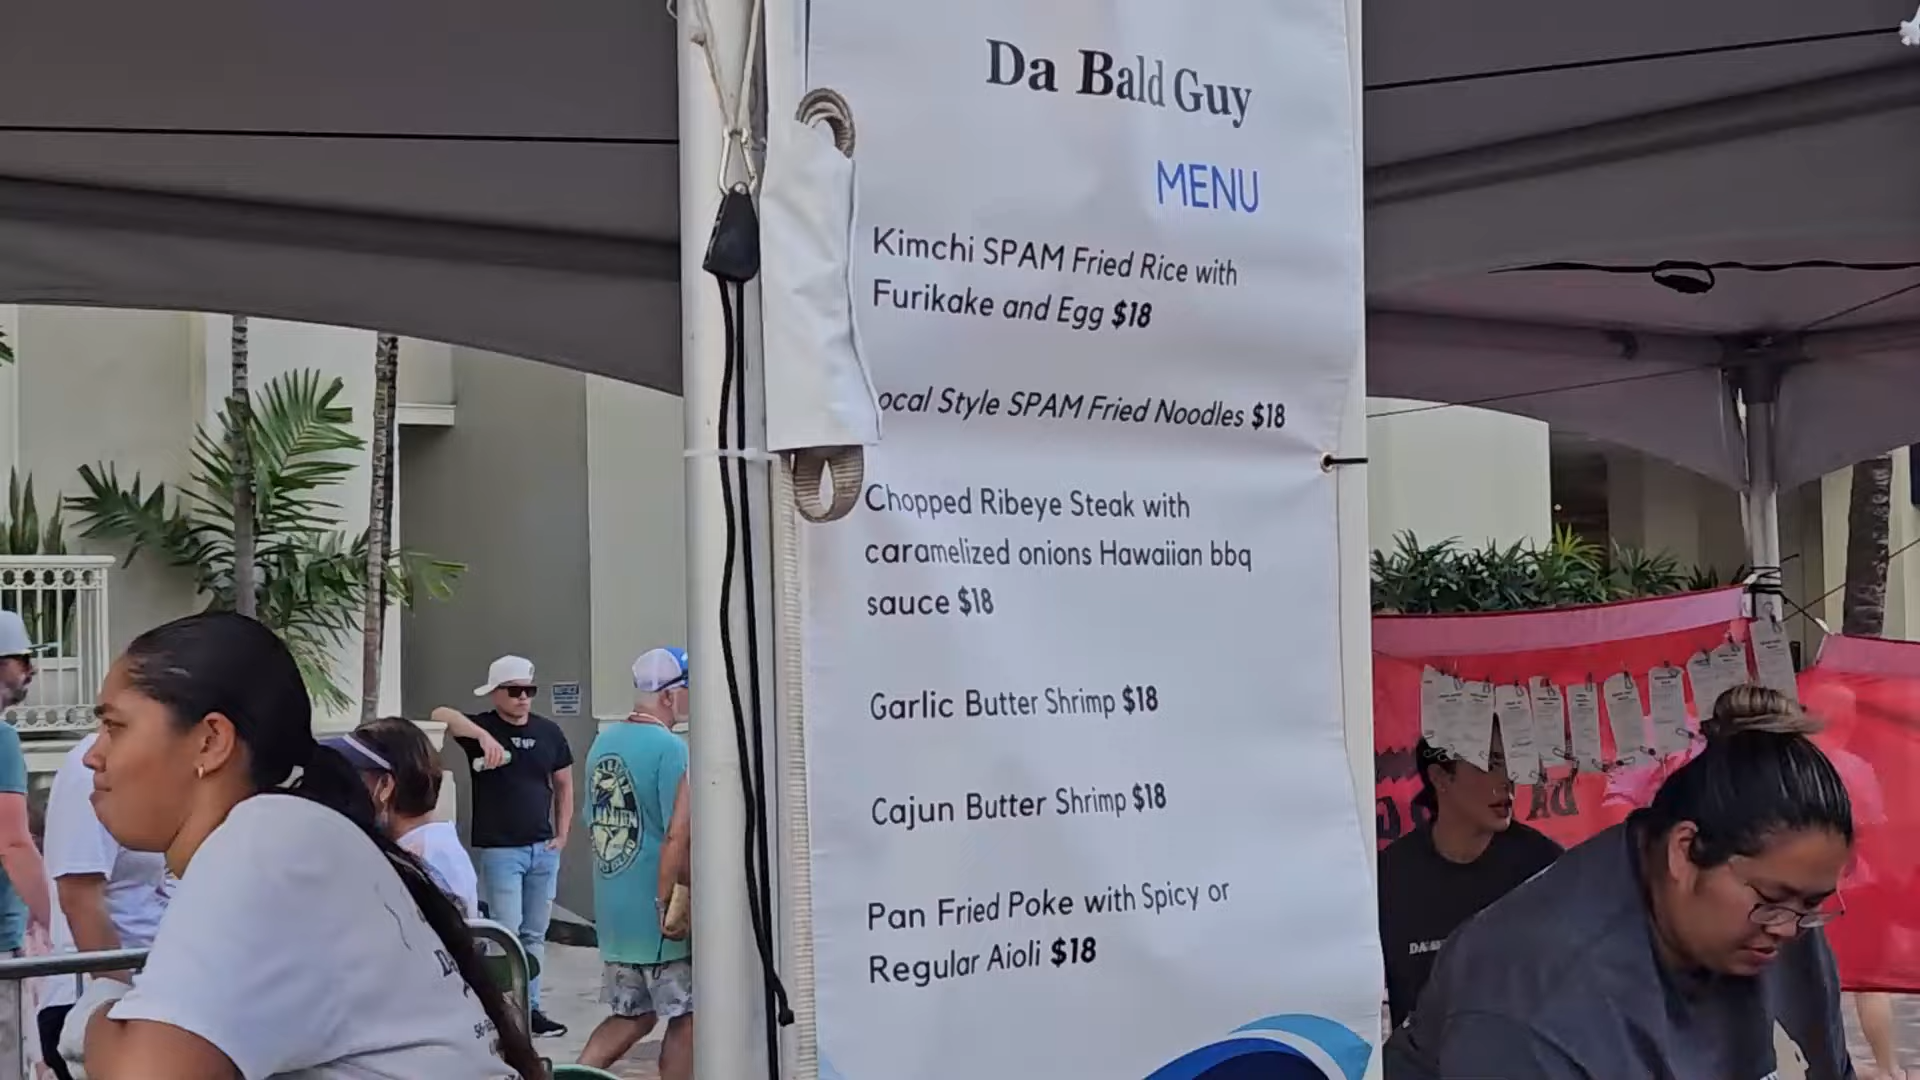 Da Bald Guy
MENU
Kimchi SPAM Fried Rice with
Furikake and Egg $18
ocal Style SPAM Fried Noodles $18
Chopped Ribeye Steak with
caramelized onions Hawaiian bbq
sauce $18
Garlic Butter Shrimp $18
Cajun Butter Shrimp $18
Pan Fried Poke with Spicy or
Regular Aioli $18